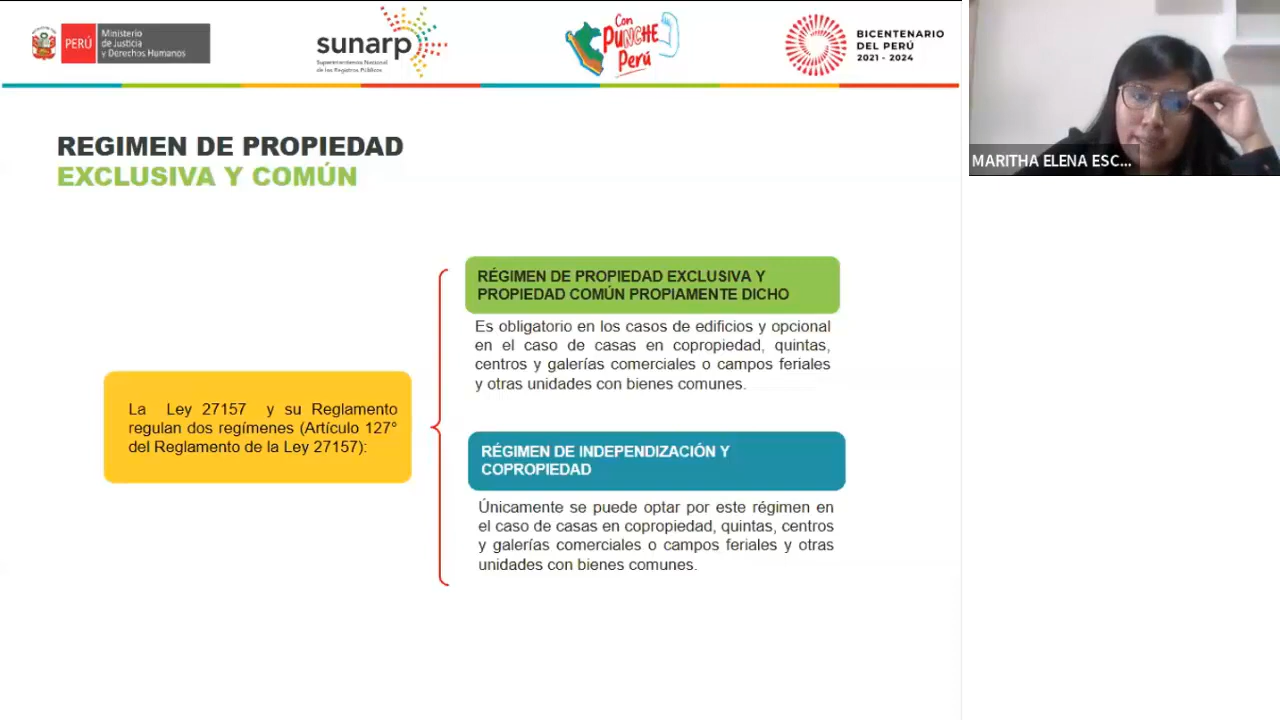 PERÚ
Ministerio
de Justicia
y Derechos Humanos
sunarp
Superintendencia Nacional
de los Registros Públicos
Con
PUNCHE
Perú
BICENTENARIO
DEL PERÚ
2021 - 2024
MARITHA ELENA ESC...
REGIMEN DE PROPIEDAD
EXCLUSIVA Y COMÚN
La Ley 27157 y su Reglamento
regulan dos regímenes (Artículo 127°
del Reglamento de la Ley 27157):
RÉGIMEN DE PROPIEDAD EXCLUSIVA Y
PROPIEDAD COMÚN PROPIAMENTE DICHO
Es obligatorio en los casos de edificios y opcional
en el caso de casas en copropiedad, quintas,
centros y galerías comerciales o campos feriales
y otras unidades con bienes comunes.
RÉGIMEN DE INDEPENDIZACIÓN Y
COPROPIEDAD
Únicamente se puede optar por este régimen en
el caso de casas en copropiedad, quintas, centros
y galerías comerciales o campos feriales y otras
unidades con bienes comunes.